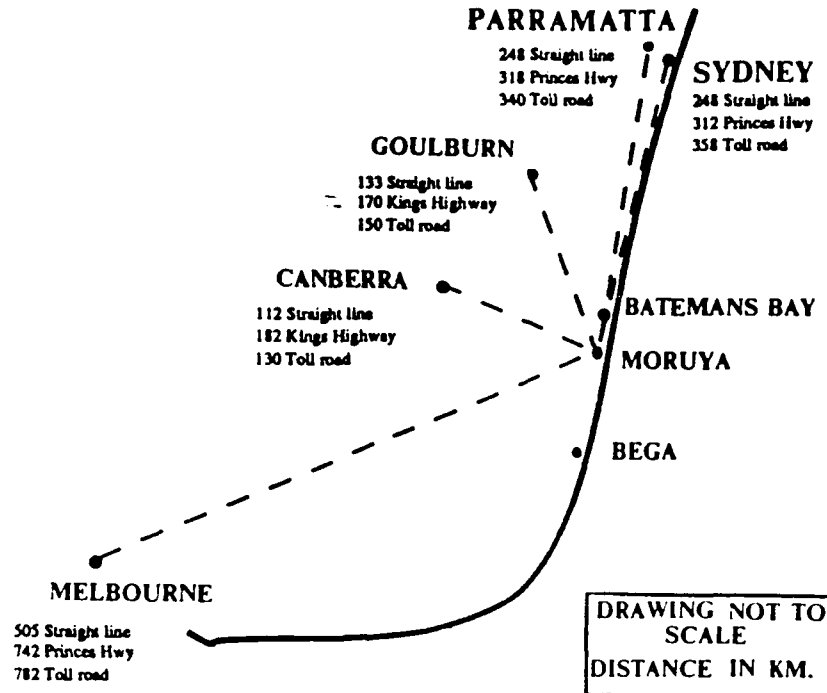 PARRAMATTA
248 Straight line
318 Princes Hwy
340 Toll road
SYDNEY
248 Straight line
312 Princes Hwy
358 Toll road
GOULBURN
133 Straight line
170 Kings Highway
150 Toll road
CANBERRA
112 Straight line
182 Kings Highway
130 Toll road
BATEMANS BAY
MORUYA
BEGA
MELBOURNE
505 Straight line
742 Princes Hwy
782 Toll road
DRAWING NOT TO
SCALE
DISTANCE IN KM.